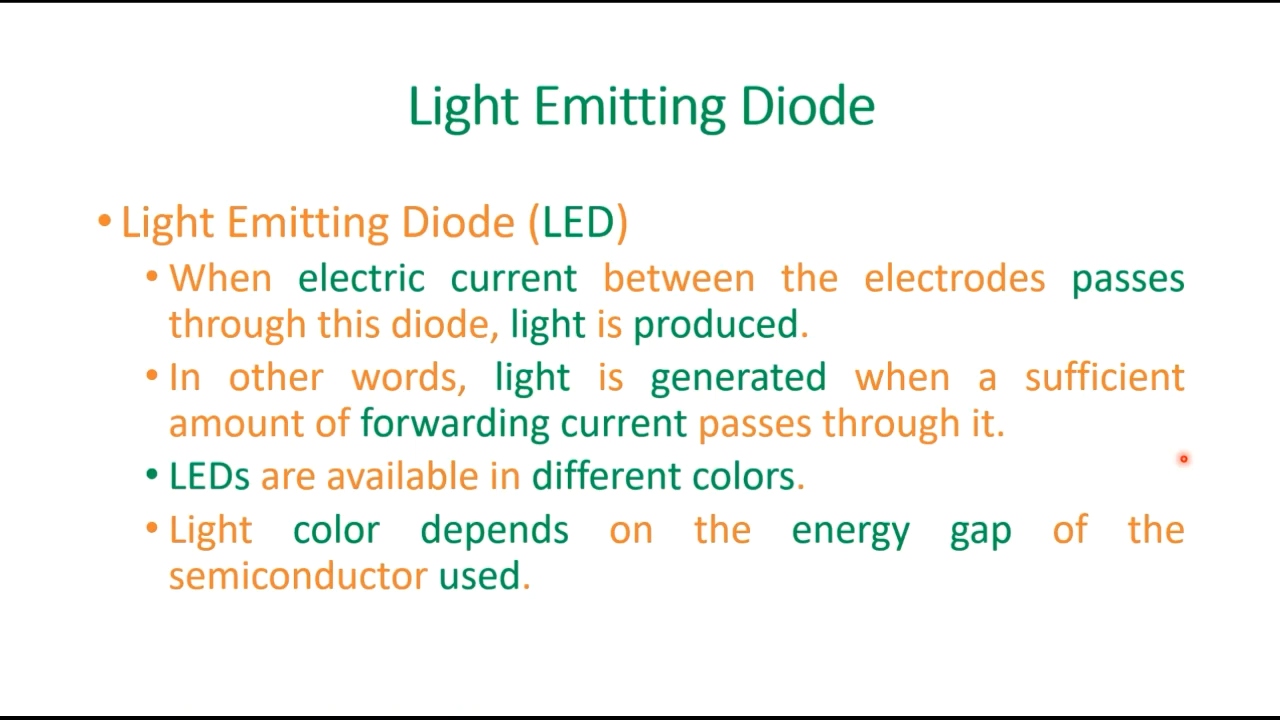 Light Emitting Diode
• Light Emitting Diode (LED)
• When electric current between the electrodes passes
through this diode, light is produced.
• In other words, light is generated when a sufficient
amount of forwarding current passes through it.
• LEDs are available in different colors.
• Light color depends on the energy gap of the
semiconductor used.